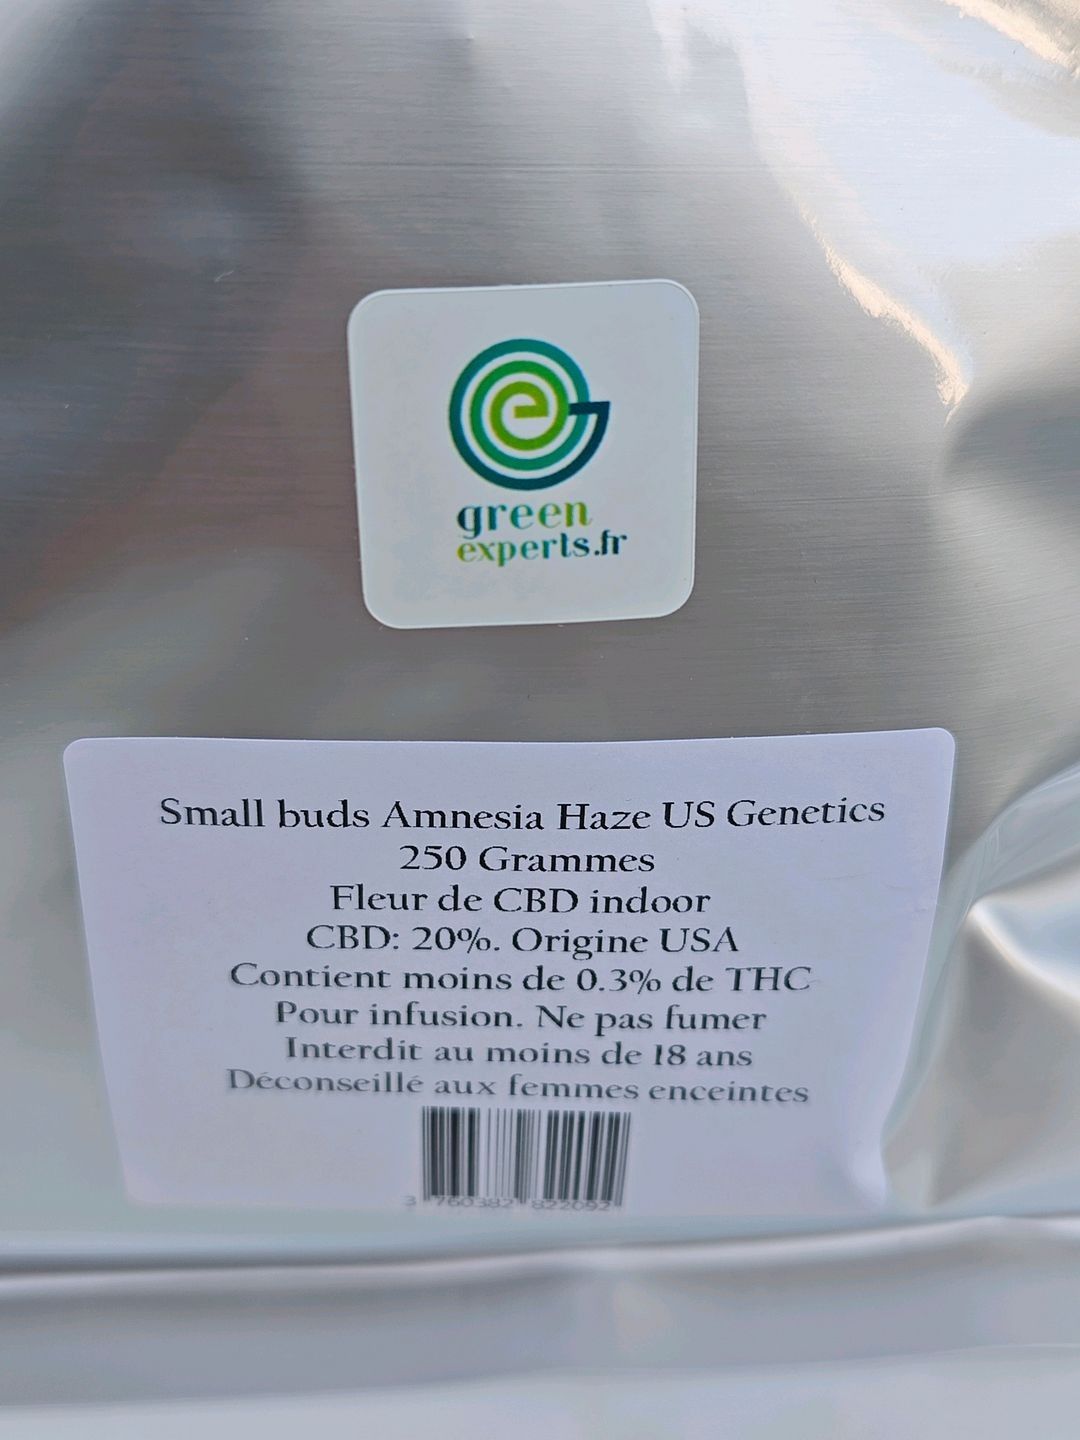 e
green
experts.fr
Small buds Amnesia Haze US Genetics
250 Grammes
Fleur de CBD indoor
CBD: 20%. Origine USA
Contient moins de 0.3% de THC
Pour infusion. Ne pas fumer
Interdit au moins de 18 ans
Déconseillé aux femmes enceintes
3 760382 822092